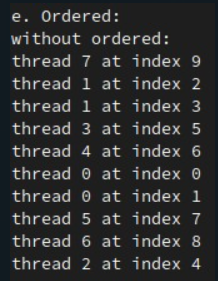 e. Ordered:
without ordered:
thread 7 at index 9
thread 1 at index 2
thread 1 at index 3
thread 3 at index 5
thread 4 at index 6
thread 0 at index 0
thread 0 at index 1
thread 5 at index 7
thread 6 at index 8
thread 2 at index 4